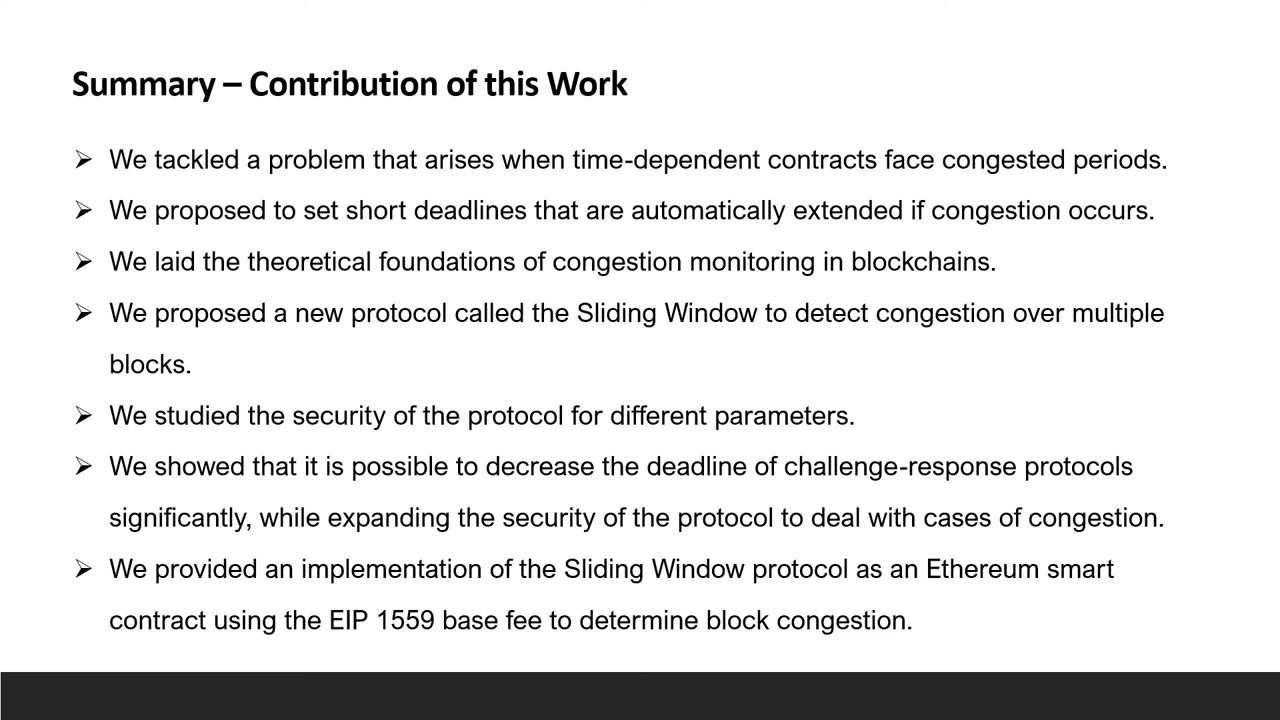 Summary – Contribution of this Work
➢ We tackled a problem that arises when time-dependent contracts face congested periods.
➢ We proposed to set short deadlines that are automatically extended if congestion occurs.
➢ We laid the theoretical foundations of congestion monitoring in blockchains.
➢ We proposed a new protocol called the Sliding Window to detect congestion over multiple
blocks.
➢ We studied the security of the protocol for different parameters.
➢ We showed that it is possible to decrease the deadline of challenge-response protocols
significantly, while expanding the security of the protocol to deal with cases of congestion.
➢ We provided an implementation of the Sliding Window protocol as an Ethereum smart
contract using the EIP 1559 base fee to determine block congestion.